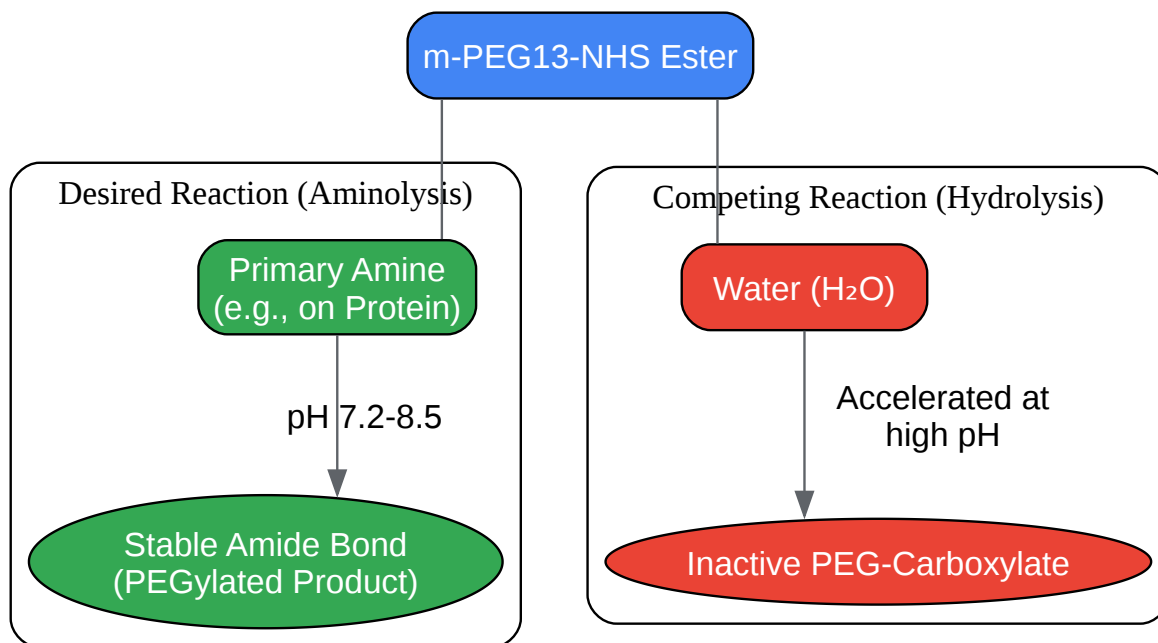 m-PEG13-NHS Ester
Desired Reaction (Aminolysis)
Primary Amine
(e.g., on Protein)
pH 7.2-8.5
Stable Amide Bond
(PEGylated Product)
Competing Reaction (Hydrolysis)
Water (H₂O)
Accelerated at
high pH
Inactive PEG-Carboxylate